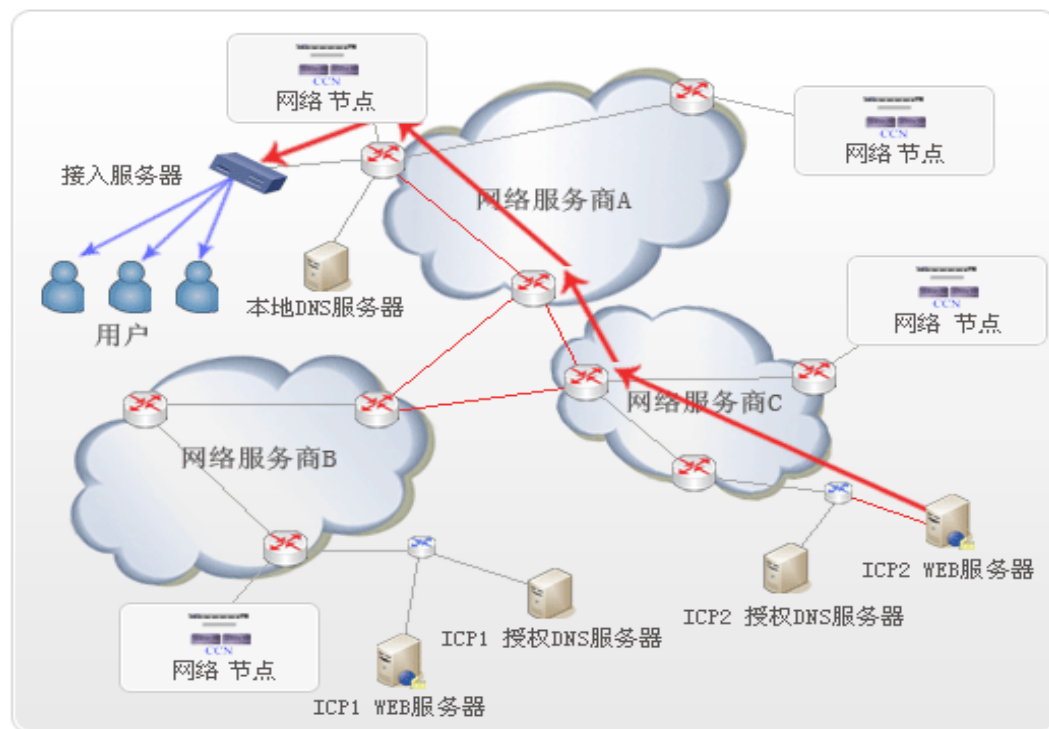 CCN
网络 节点
CCN
网络 节点
接入服务器
网络服务商A
用户
本地DNS服务器
CCN
网络 节点
网络服务商C
网络服务商B
ICP2 WEB服务器
ICP2 授权DNS服务器
ICP1 授权DNS服务器
CCN
网络 节点
ICP1 WEB服务器